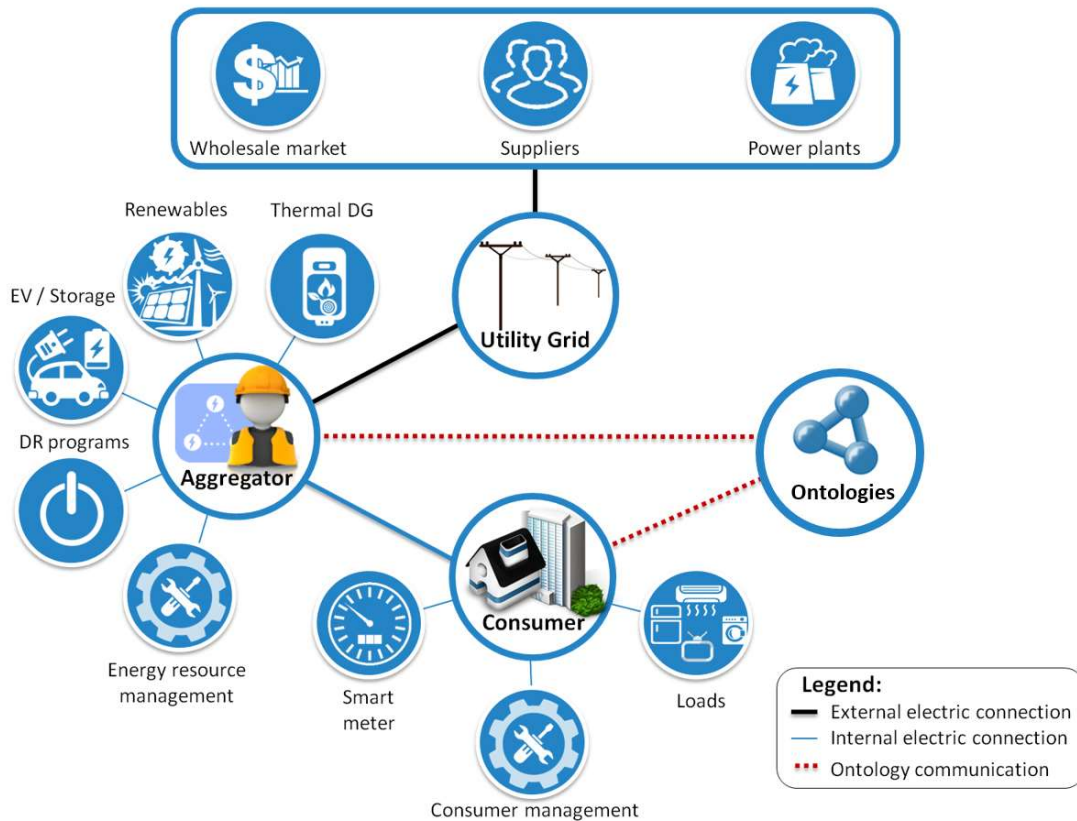 Wholesale market
Suppliers
Power plants
Renewables
Thermal DG
EV / Storage
Utility Grid
DR programs
Aggregator
Ontologies
Consumer
Energy resource
management
Smart
meter
Loads
Consumer management
Legend:
External electric connection
Internal electric connection
Ontology communication